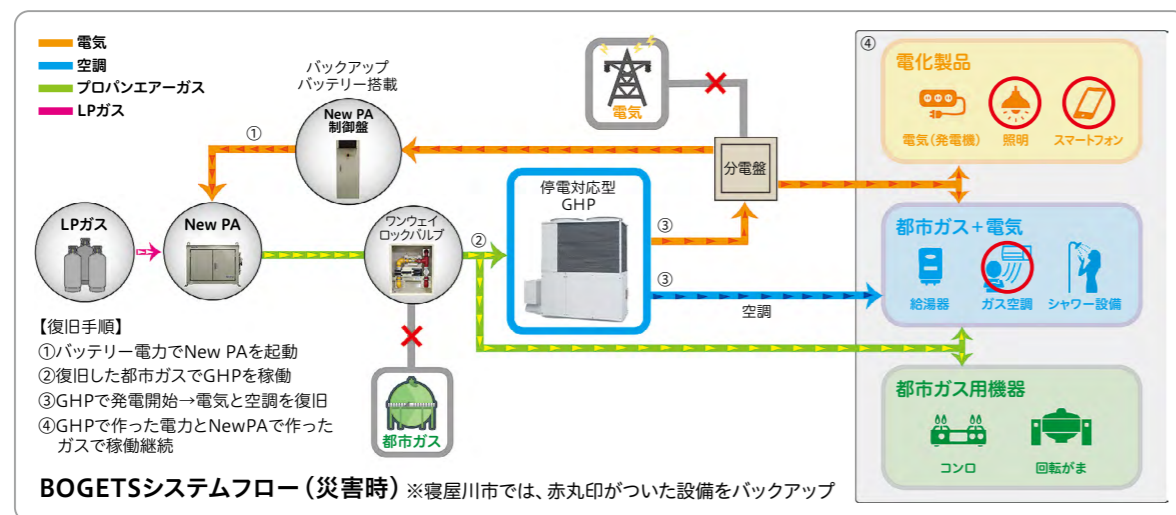 電気
空調
プロパンエアーガス
LPガス
バックアップ
バッテリー搭載
New PA
制御盤
①
電気
分電盤
LPガス
New PA
ワンウェイ
ロックバルブ
②
停電対応型
GHP
③
③
空調
都市ガス
④
電化製品
電気(発電機)
照明
スマートフォン
都市ガス+電気
給湯器
ガス空調
シャワー設備
都市ガス用機器
コンロ
回転がま
【復旧手順】
①バッテリー電力でNew PAを起動
②復旧した都市ガスでGHPを稼働
③GHPで発電開始→電気と空調を復旧
④GHPで作った電力とNewPAで作った
ガスで稼働継続
BOGETSシステムフロー(災害時) ※寝屋川市では、赤丸印がついた設備をバックアップ